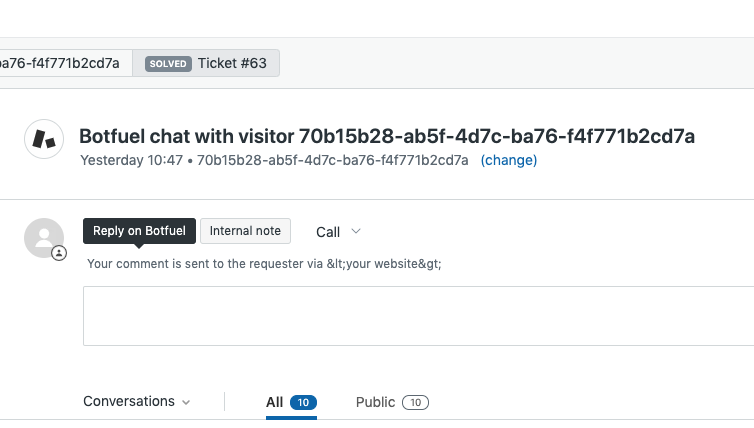 ba76-f4f771b2cd7a SOLVED Ticket #63
Botfuel chat with visitor 70b15b28-ab5f-4d7c-ba76-f4f771b2cd7a
Yesterday 10:47 • 70b15b28-ab5f-4d7c-ba76-f4f771b2cd7a (change)
Reply on Botfuel Internal note Call
Your comment is sent to the requester via &lt;your website&gt;
Conversations All 10 Public 10